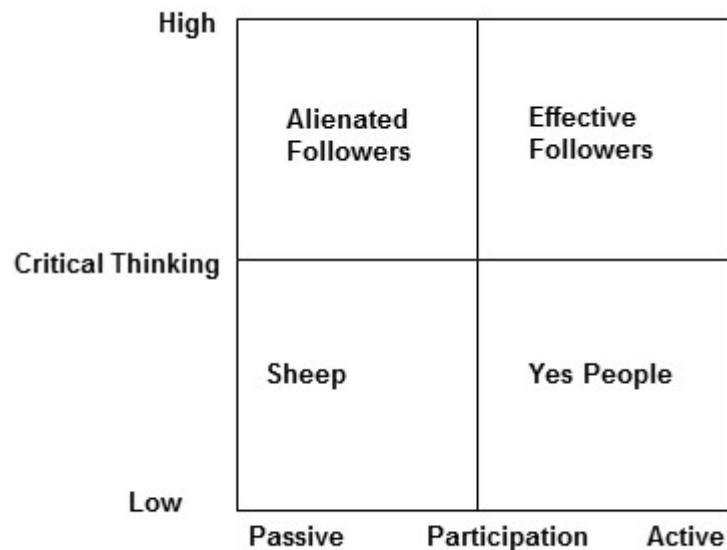 High
Alienated
Followers
Effective
Followers
Critical Thinking
Sheep
Yes People
Low
Passive
Participation
Active